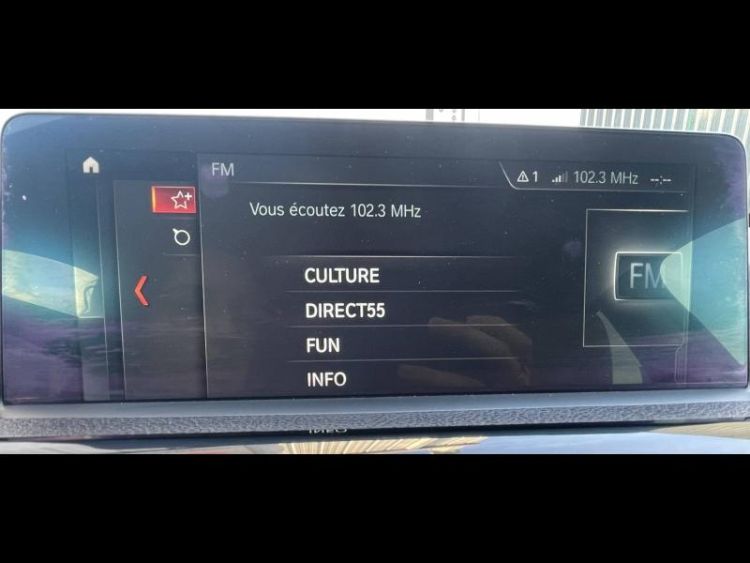 FM
1 102.3 MHz --:--
Vous écoutez 102.3 MHz
CULTURE
DIRECT55
FUN
INFO
FM